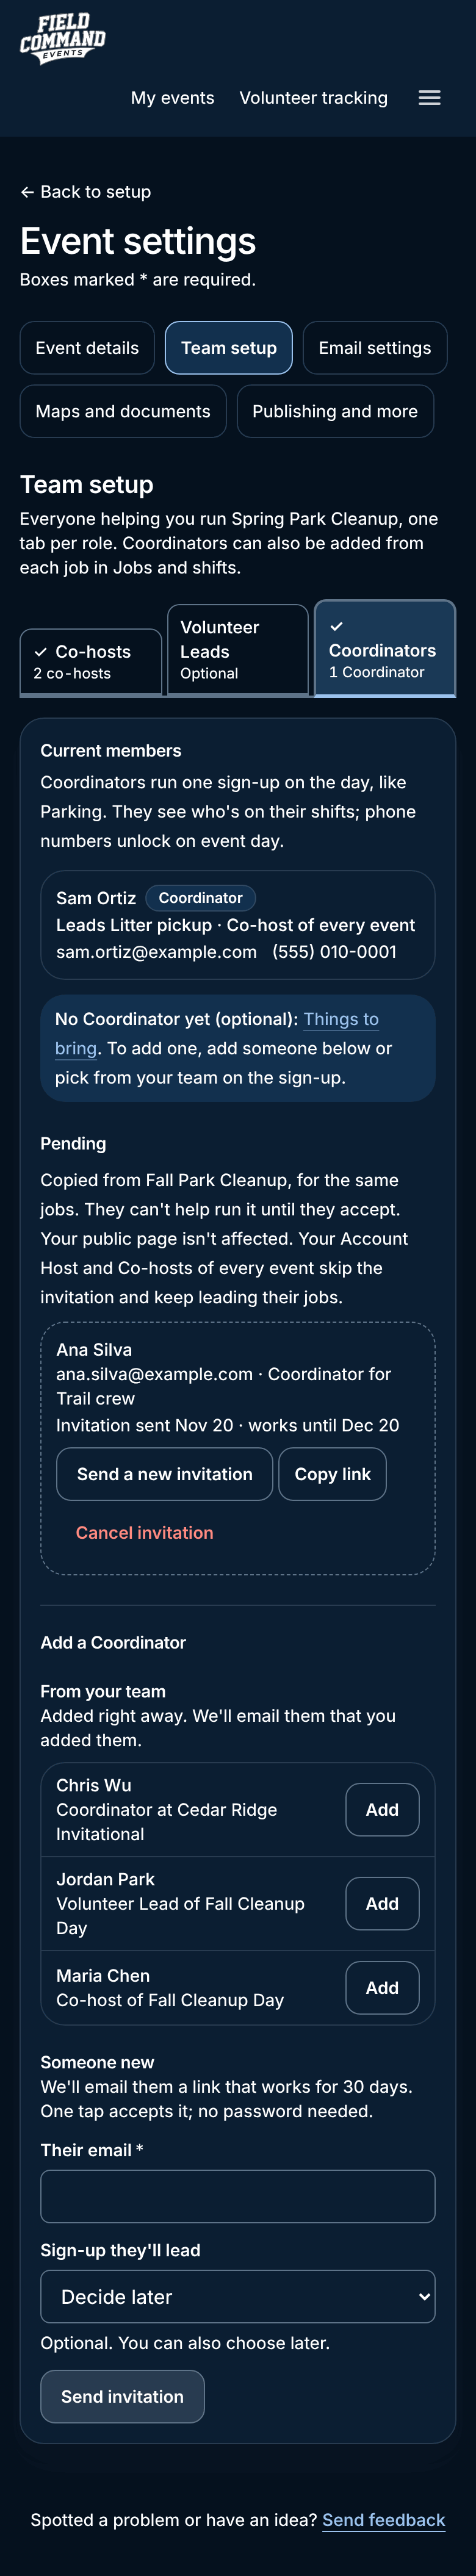 FIELD
COMMAND
EVENTS
My events Volunteer tracking
← Back to setup
Event settings
Boxes marked * are required.
Event details Team setup Email settings
Maps and documents Publishing and more
Team setup
Everyone helping you run Spring Park Cleanup, one
tab per role. Coordinators can also be added from
each job in Jobs and shifts.
✓ Co-hosts
2 co-hosts
Volunteer
Leads
Optional
✓
Coordinators
1 Coordinator
Current members
Coordinators run one sign-up on the day, like
Parking. They see who's on their shifts; phone
numbers unlock on event day.
Sam Ortiz Coordinator
Leads Litter pickup · Co-host of every event
sam.ortiz@example.com (555) 010-0001
No Coordinator yet (optional): Things to
bring. To add one, add someone below or
pick from your team on the sign-up.
Pending
Copied from Fall Park Cleanup, for the same
jobs. They can't help run it until they accept.
Your public page isn't affected. Your Account
Host and Co-hosts of every event skip the
invitation and keep leading their jobs.
Ana Silva
ana.silva@example.com · Coordinator for
Trail crew
Invitation sent Nov 20 · works until Dec 20
Send a new invitation Copy link
Cancel invitation
Add a Coordinator
From your team
Added right away. We'll email them that you
added them.
Chris Wu
Coordinator at Cedar Ridge
Invitational
Add
Jordan Park
Volunteer Lead of Fall Cleanup
Day
Add
Maria Chen
Co-host of Fall Cleanup Day
Add
Someone new
We'll email them a link that works for 30 days.
One tap accepts it; no password needed.
Their email *
Sign-up they'll lead
Decide later
Optional. You can also choose later.
Send invitation
Spotted a problem or have an idea? Send feedback